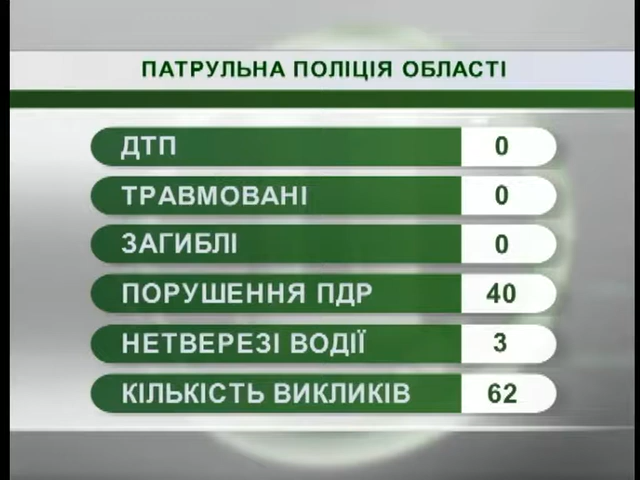 ПАТРУЛЬНА ПОЛІЦІЯ ОБЛАСТІ
ДТП 0
ТРАВМОВАНІ 0
ЗАГИБЛІ 0
ПОРУШЕННЯ ПДР 40
НЕТВЕРЕЗІ ВОДІЇ 3
КІЛЬКІСТЬ ВИКЛИКІВ 62